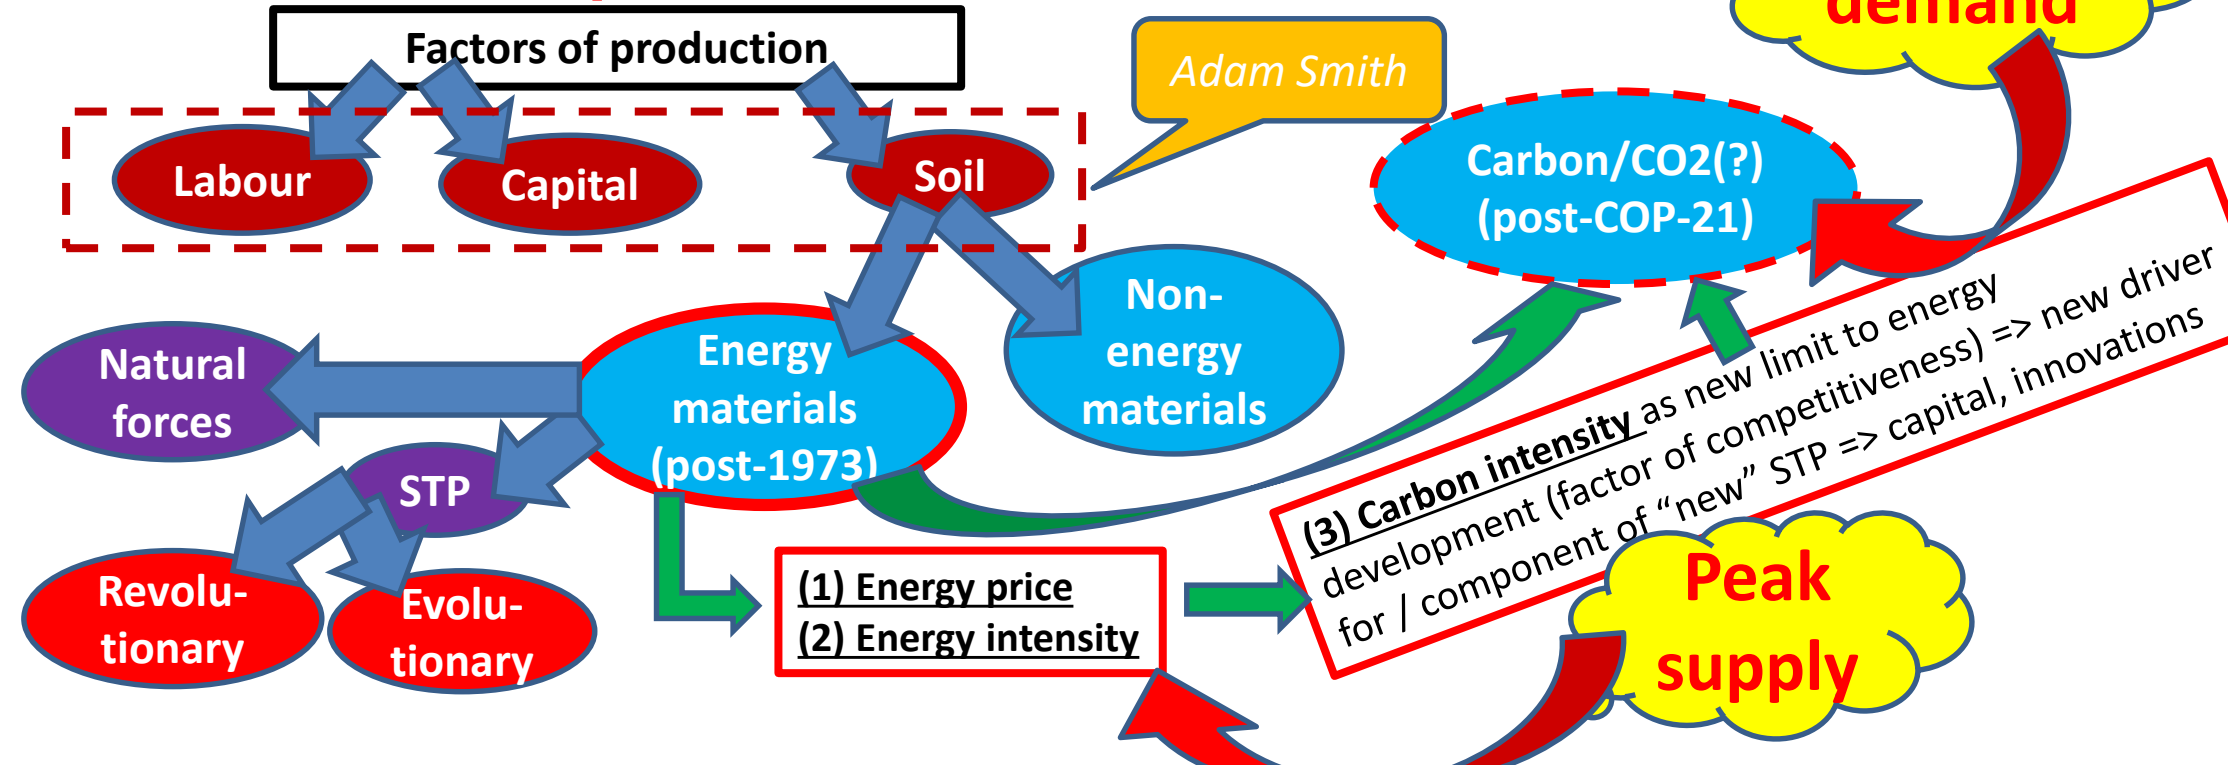 demand
Factors of production
Adam Smith
Labour
Capital
Soil
Carbon/CO2(?)
(post-COP-21)
Non-
energy
materials
Energy
materials
(post-1973)
Natural
forces
STP
Revolu-
tionary
Evolu-
tionary
(1) Energy price
(2) Energy intensity
(3) Carbon intensity as new limit to energy
development (factor of competitiveness) => new driver
for / component of “new” STP => capital, innovations
Peak
supply